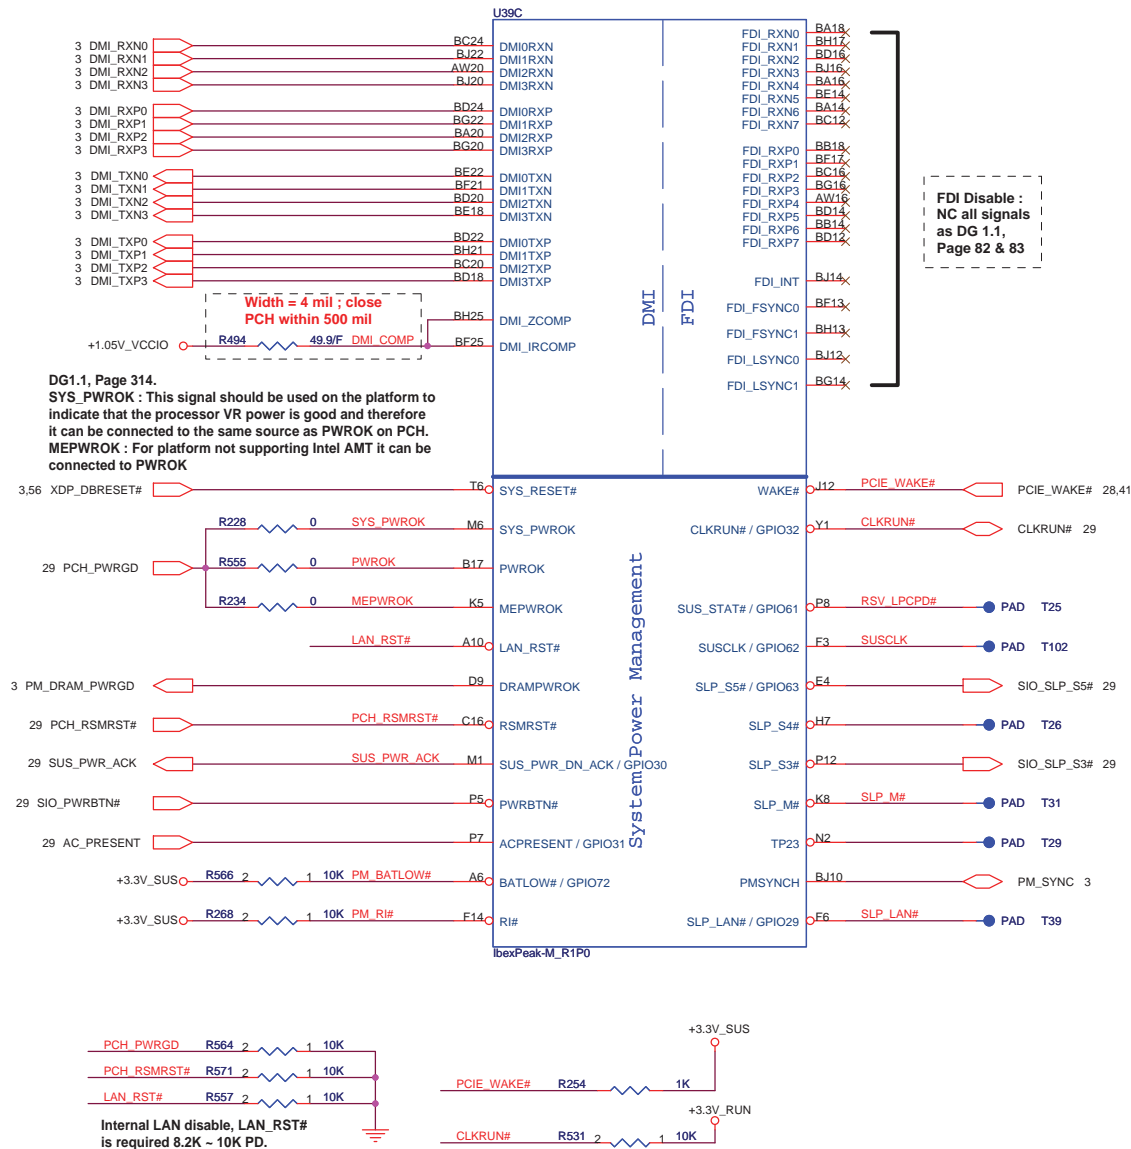 U39C
3 DMI_RXN0 BC24 DMI0RXN
3 DMI_RXN1 BJ22 DMI1RXN
3 DMI_RXN2 AW20 DMI2RXN
3 DMI_RXN3 BJ20 DMI3RXN
3 DMI_RXP0 BD24 DMI0RXP
3 DMI_RXP1 BG22 DMI1RXP
3 DMI_RXP2 BA20 DMI2RXP
3 DMI_RXP3 BG20 DMI3RXP
3 DMI_TXN0 BE22 DMI0TXN
3 DMI_TXN1 BF21 DMI1TXN
3 DMI_TXN2 BD20 DMI2TXN
3 DMI_TXN3 BE18 DMI3TXN
3 DMI_TXP0 BD22 DMI0TXP
3 DMI_TXP1 BH21 DMI1TXP
3 DMI_TXP2 BC20 DMI2TXP
3 DMI_TXP3 BD18 DMI3TXP
Width = 4 mil ; close
PCH within 500 mil
BH25 DMI_ZCOMP
+1.05V_VCCIO R494 49.9/F DMI_COMP BF25 DMI_IRCOMP
DMI
FDI
FDI_RXN0 BA18
FDI_RXN1 BH17
FDI_RXN2 BD16
FDI_RXN3 BJ16
FDI_RXN4 BA16
FDI_RXN5 BE14
FDI_RXN6 BA14
FDI_RXN7 BC12
FDI_RXP0 BB18
FDI_RXP1 BF17
FDI_RXP2 BC16
FDI_RXP3 BG16
FDI_RXP4 AW16
FDI_RXP5 BD14
FDI_RXP6 BB14
FDI_RXP7 BD12
FDI_INT BJ14
FDI_FSYNC0 BF13
FDI_FSYNC1 BH13
FDI_LSYNC0 BJ12
FDI_LSYNC1 BG14
FDI Disable :
NC all signals
as DG 1.1,
Page 82 & 83
DG1.1, Page 314.
SYS_PWROK : This signal should be used on the platform to
indicate that the processor VR power is good and therefore
it can be connected to the same source as PWROK on PCH.
MEPWROK : For platform not supporting Intel AMT it can be
connected to PWROK
3,56 XDP_DBRESET# T6 SYS_RESET#
R228 0 SYS_PWROK M6 SYS_PWROK
29 PCH_PWRGD R555 0 PWROK B17 PWROK
R234 0 MEPWROK K5 MEPWROK
LAN_RST# A10 LAN_RST#
3 PM_DRAM_PWRGD D9 DRAMPWROK
29 PCH_RSMRST# PCH_RSMRST# C16 RSMRST#
29 SUS_PWR_ACK SUS_PWR_ACK M1 SUS_PWR_DN_ACK / GPIO30
29 SIO_PWRBTN# P5 PWRBTN#
29 AC_PRESENT P7 ACPRESENT / GPIO31
+3.3V_SUS R566 2 1 10K PM_BATLOW# A6 BATLOW# / GPIO72
+3.3V_SUS R268 2 1 10K PM_RI# F14 RI#
System Power Management
WAKE# J12 PCIE_WAKE# PCIE_WAKE# 28,41
CLKRUN# / GPIO32 Y1 CLKRUN# CLKRUN# 29
SUS_STAT# / GPIO61 P8 RSV_LPCPD# PAD T25
SUSCLK / GPIO62 F3 SUSCLK PAD T102
SLP_S5# / GPIO63 E4 SIO_SLP_S5# 29
SLP_S4# H7 PAD T26
SLP_S3# P12 SIO_SLP_S3# 29
SLP_M# K8 SLP_M# PAD T31
TP23 N2 PAD T29
PMSYNCH BJ10 PM_SYNC 3
SLP_LAN# / GPIO29 F6 SLP_LAN# PAD T39
IbexPeak-M_R1P0
PCH_PWRGD R564 2 1 10K
PCH_RSMRST# R571 2 1 10K
LAN_RST# R557 2 1 10K
Internal LAN disable, LAN_RST#
is required 8.2K ~ 10K PD.
+3.3V_SUS
PCIE_WAKE# R254 1K
+3.3V_RUN
CLKRUN# R531 2 1 10K